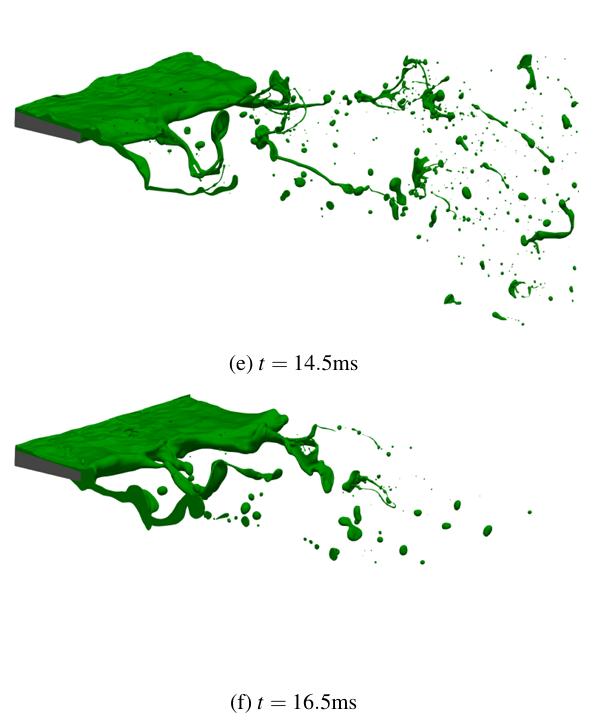 (e) t = 14.5ms
(f) t = 16.5ms